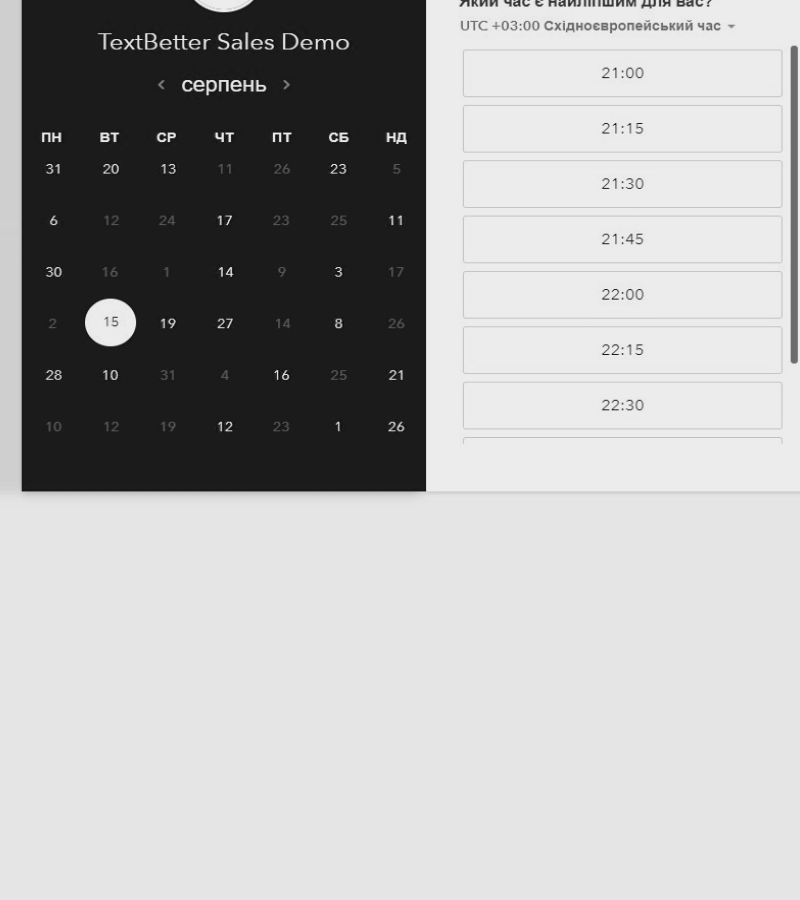 TextBetter Sales Demo
серпень
ПН ВТ СР ЧТ ПТ СБ НД
31 20 13 11 26 23 5
6 12 24 17 23 25 11
30 16 1 14 9 3 17
2 15 19 27 14 8 26
28 10 31 4 16 25 21
10 12 19 12 23 1 26
Який час є найліпшим для вас?
UTC +03:00 Східноєвропейський час
21:00
21:15
21:30
21:45
22:00
22:15
22:30